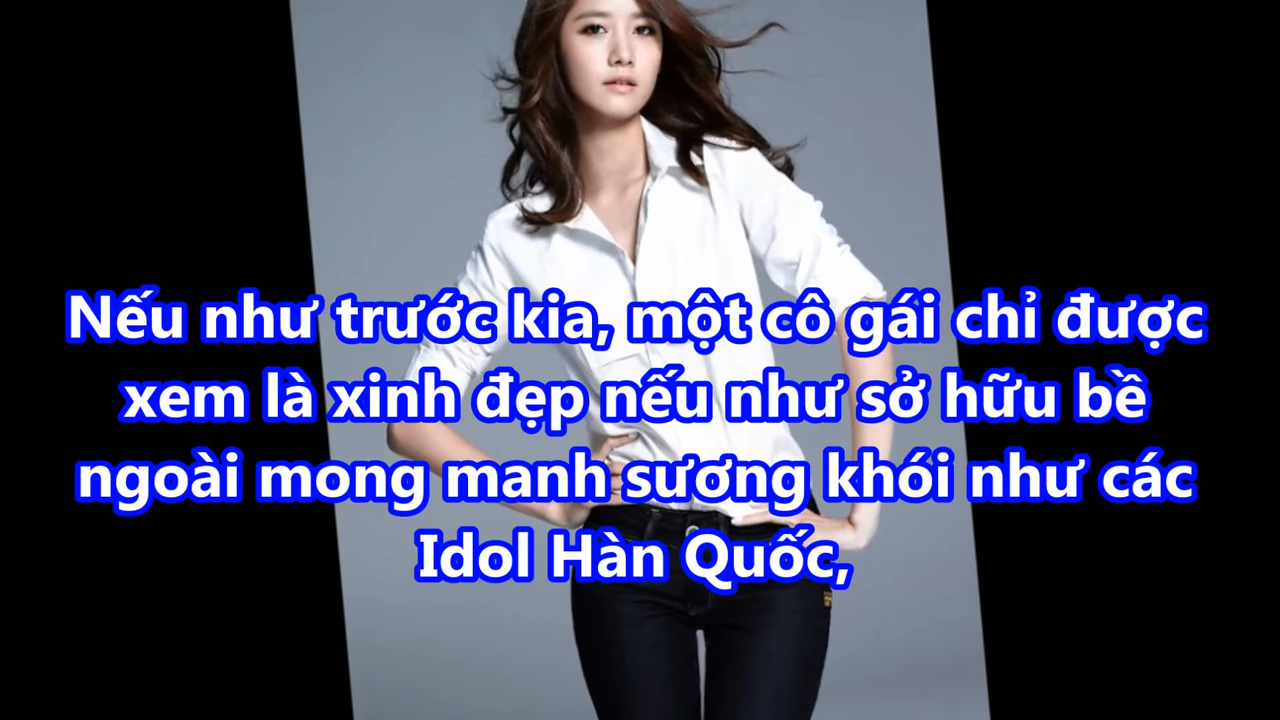 Nếu như trước kia, một cô gái chỉ được
xem là xinh đẹp nếu như sở hữu bề
ngoài mong manh sương khói như các
Idol Hàn Quốc,